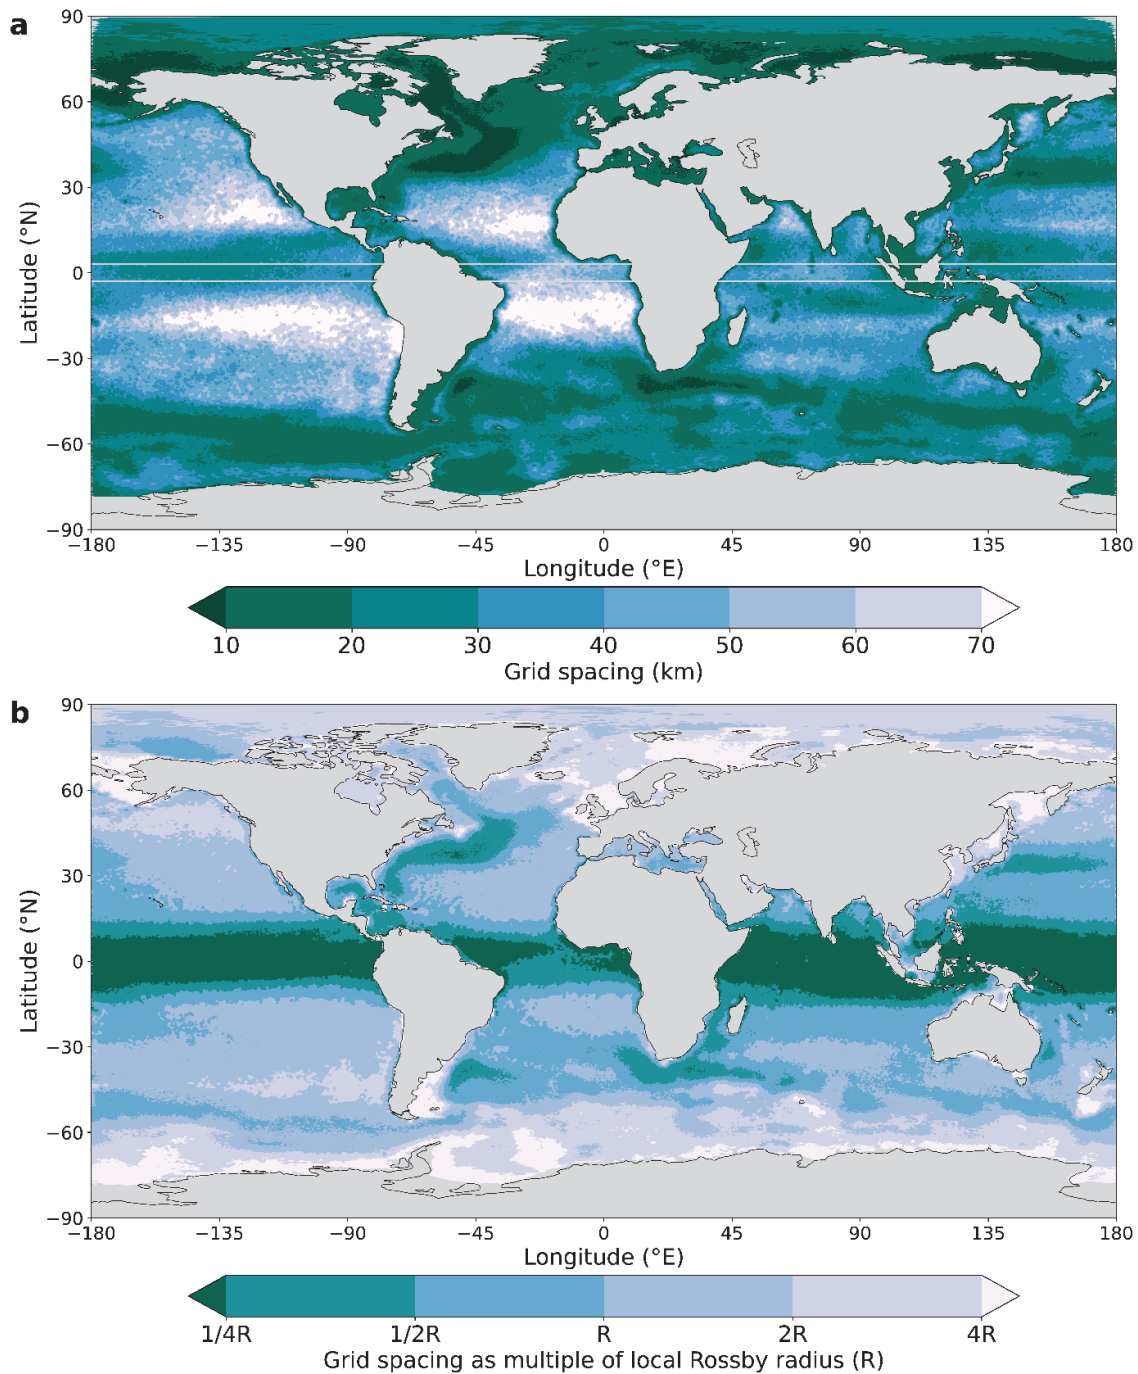 a
90
60
30
0
−30
−60
−90
Latitude (°N)
−180 −135 −90 −45 0 45 90 135 180
Longitude (°E)
10 20 30 40 50 60 70
Grid spacing (km)
b
90
60
30
0
−30
−60
−90
Latitude (°N)
−180 −135 −90 −45 0 45 90 135 180
Longitude (°E)
1/4R 1/2R R 2R 4R
Grid spacing as multiple of local Rossby radius (R)